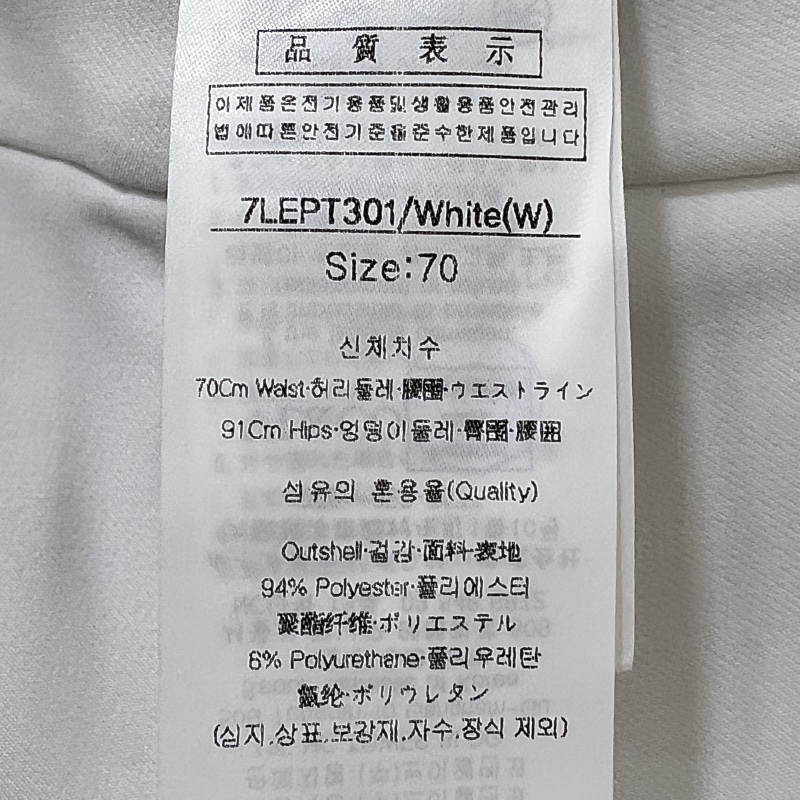 品質表示
이제품은전기용품및생활용품안전관리
법에따른안전기준을준수한제품입니다
7LEPT301/White(W)
Size:70
신체치수
70Cm Waist·허리둘레·腰围·ウエストライン
91Cm Hips·엉덩이둘레·臀围·腰囲
섬유의 혼용율(Quality)
Outshell·겉감·面料·表地
94% Polyester·폴리에스터
聚酯纤维·ポリエステル
6% Polyurethane·폴리우레탄
氨纶·ポリウレタン
(심지,상표,보강재,자수,장식 제외)